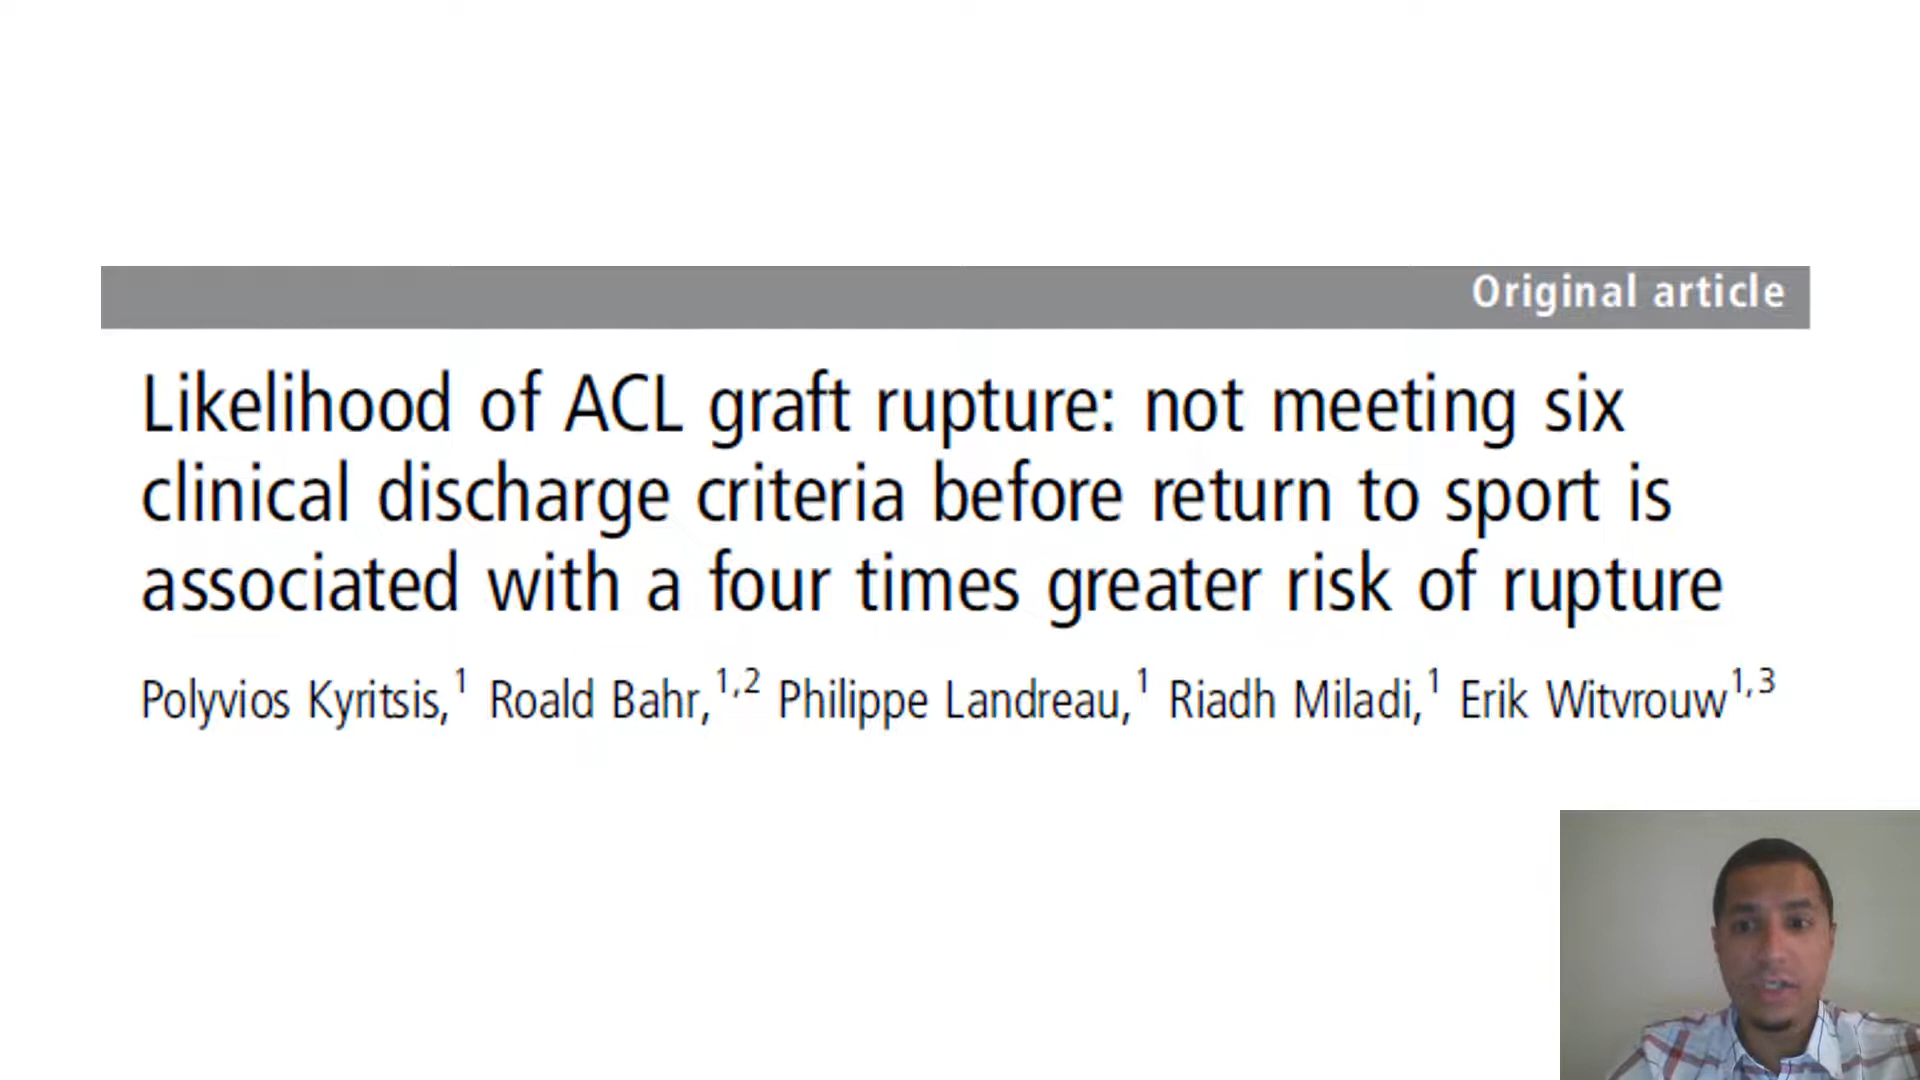 Original article
Likelihood of ACL graft rupture: not meeting six
clinical discharge criteria before return to sport is
associated with a four times greater risk of rupture
Polyvios Kyritsis,¹ Roald Bahr,¹,² Philippe Landreau,¹ Riadh Miladi,¹ Erik Witvrouw¹,³